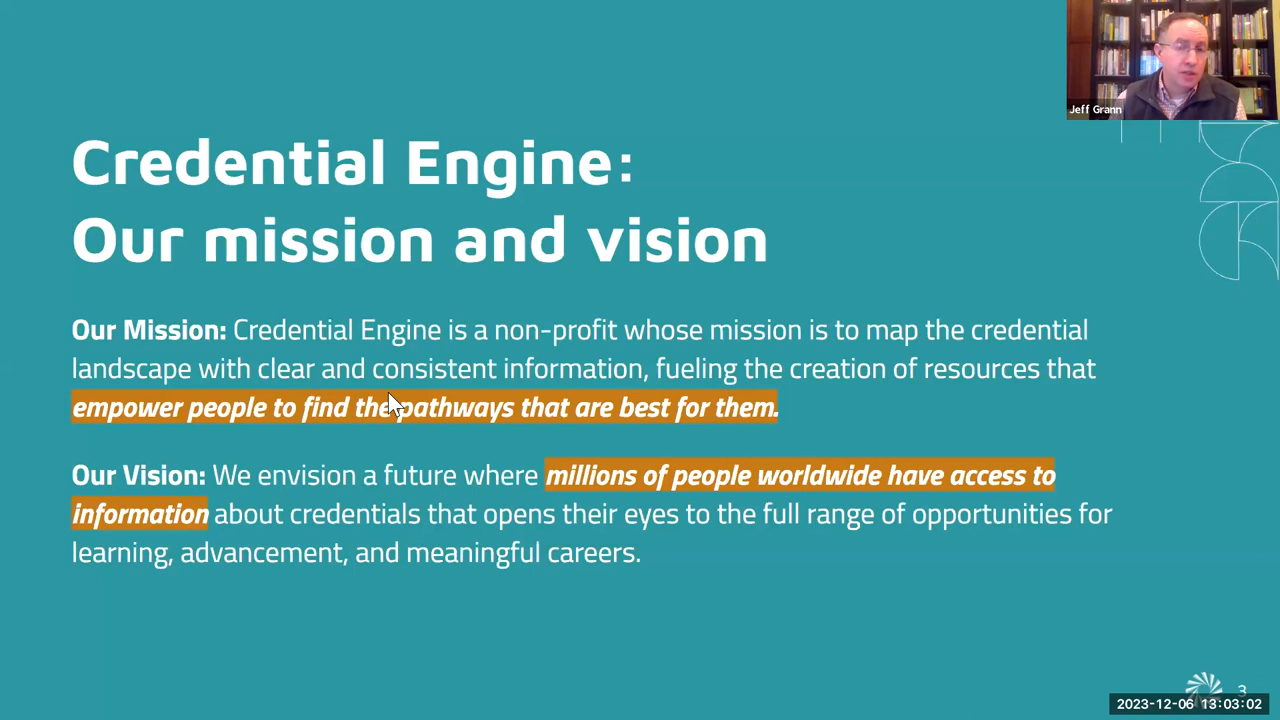 Jeff Grann
Credential Engine:
Our mission and vision
Our Mission: Credential Engine is a non-profit whose mission is to map the credential
landscape with clear and consistent information, fueling the creation of resources that
empower people to find the pathways that are best for them.
Our Vision: We envision a future where millions of people worldwide have access to
information about credentials that opens their eyes to the full range of opportunities for
learning, advancement, and meaningful careers.
3
2023-12-06 13:03:02